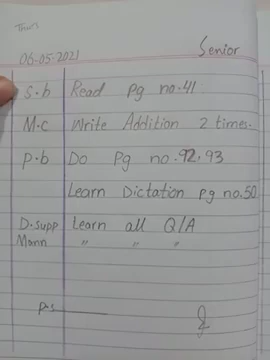 Thurs
06-05-2021 Senior
S.b Read pg no.41
M.c Write Addition 2 times.
P.b Do pg no.92,93
Learn Dictation pg no.50
D.supp Learn all Q/A
Mann " " "
P.s